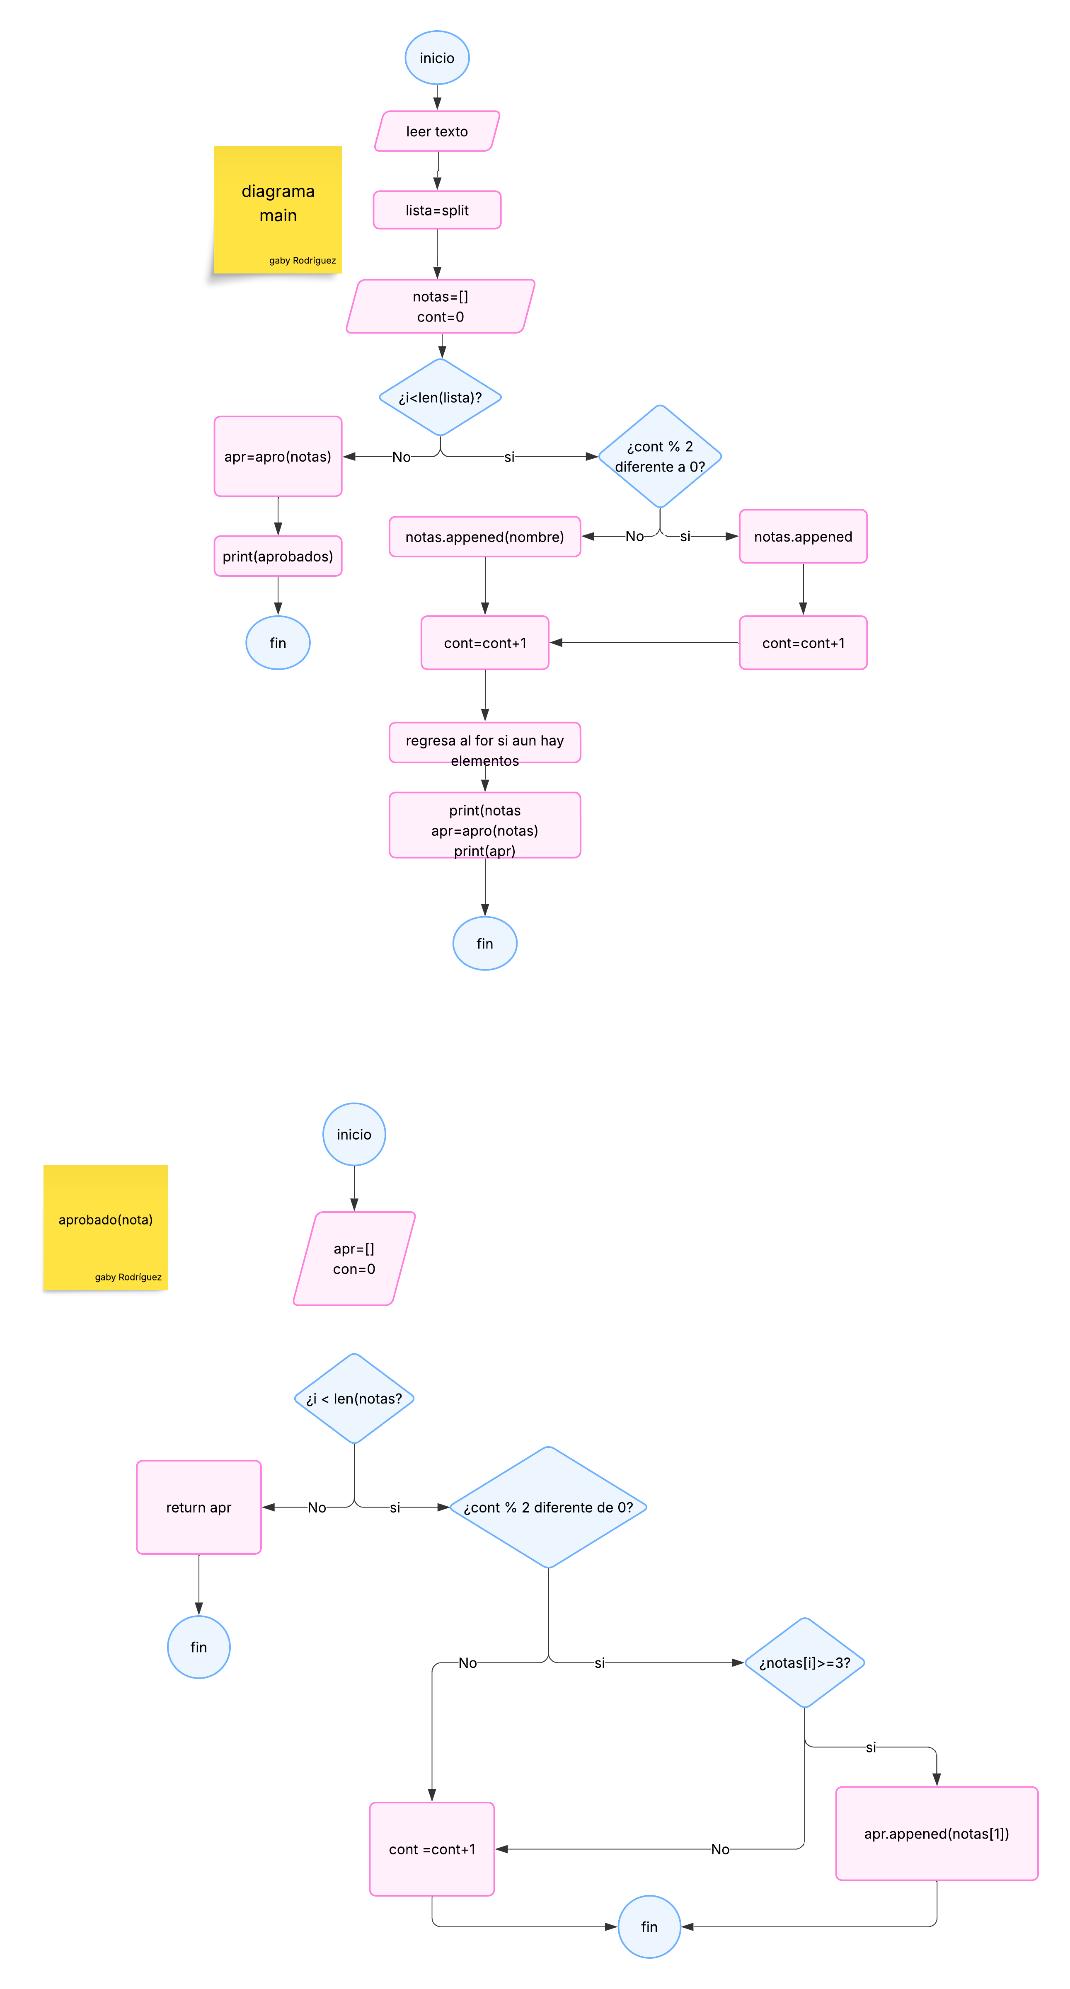 inicio
leer texto
diagrama
main
gaby Rodríguez
lista=split
notas=[]
cont=0
¿i<len(lista)?
No
si
apr=apro(notas)
print(aprobados)
fin
¿cont % 2
diferente a 0?
No
si
notas.appened(nombre)
notas.appened
cont=cont+1
cont=cont+1
regresa al for si aun hay
elementos
print(notas
apr=apro(notas)
print(apr)
fin
inicio
aprobado(nota)
gaby Rodríguez
apr=[]
con=0
¿i < len(notas?
No
si
return apr
fin
¿cont % 2 diferente de 0?
No
si
¿notas[i]>=3?
si
No
apr.appened(notas[1])
cont =cont+1
fin